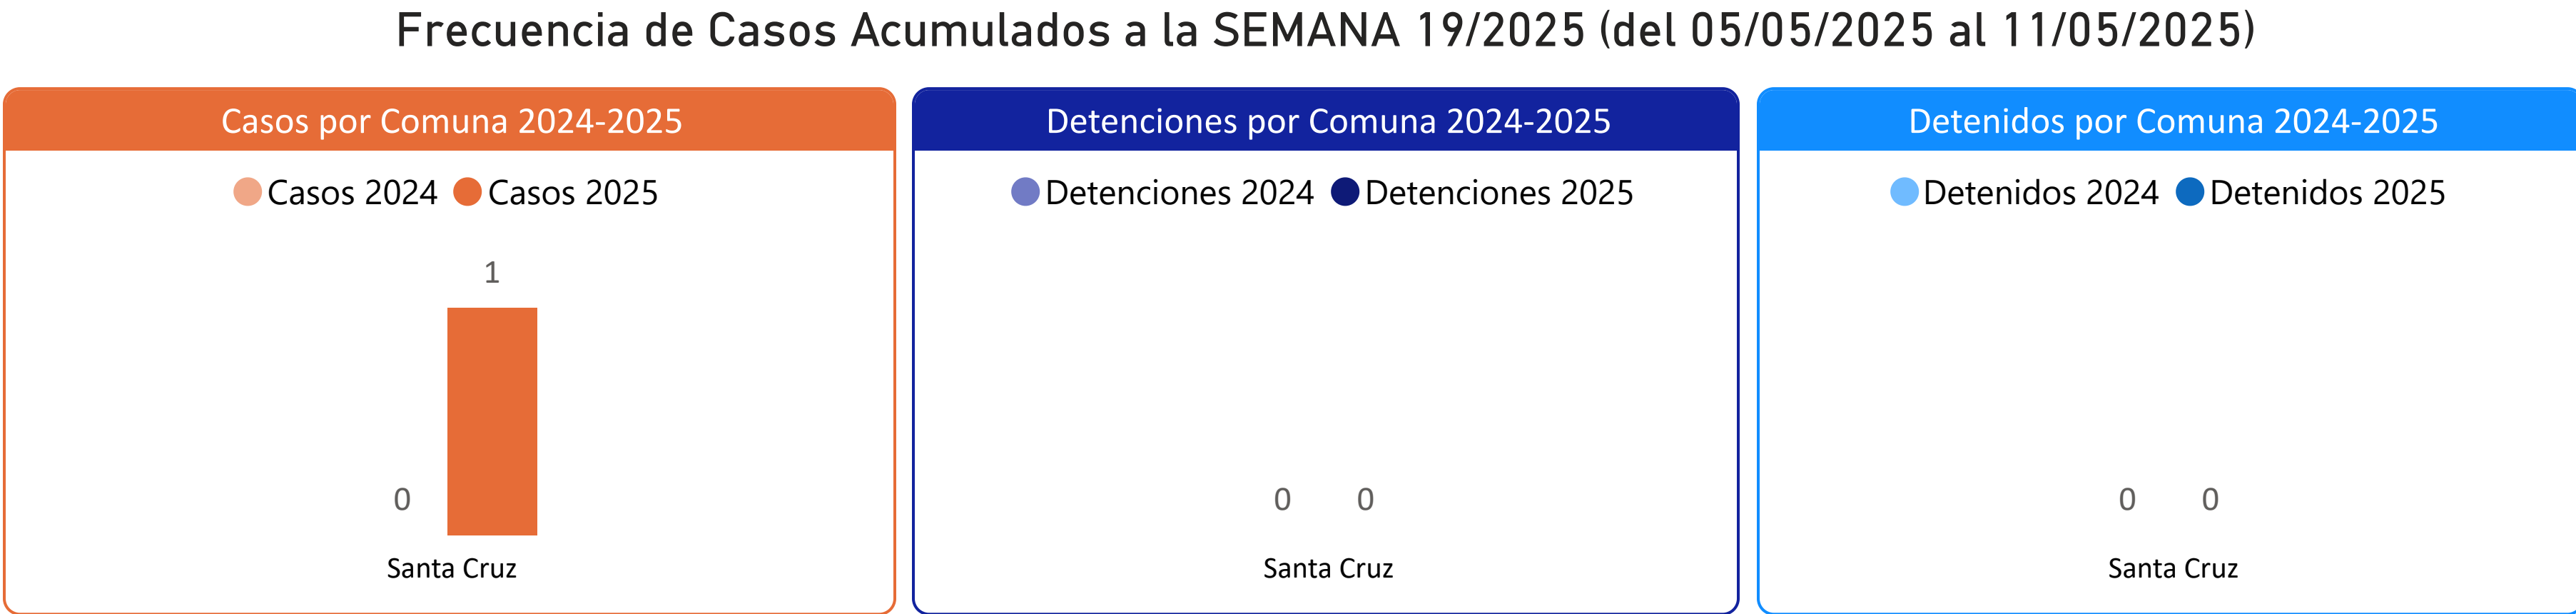 Frecuencia de Casos Acumulados a la SEMANA 19/2025 (del 05/05/2025 al 11/05/2025)
Casos por Comuna 2024-2025
Casos 2024 Casos 2025
1
0
Santa Cruz
Detenciones por Comuna 2024-2025
Detenciones 2024 Detenciones 2025
0 0
Santa Cruz
Detenidos por Comuna 2024-2025
Detenidos 2024 Detenidos 2025
0 0
Santa Cruz